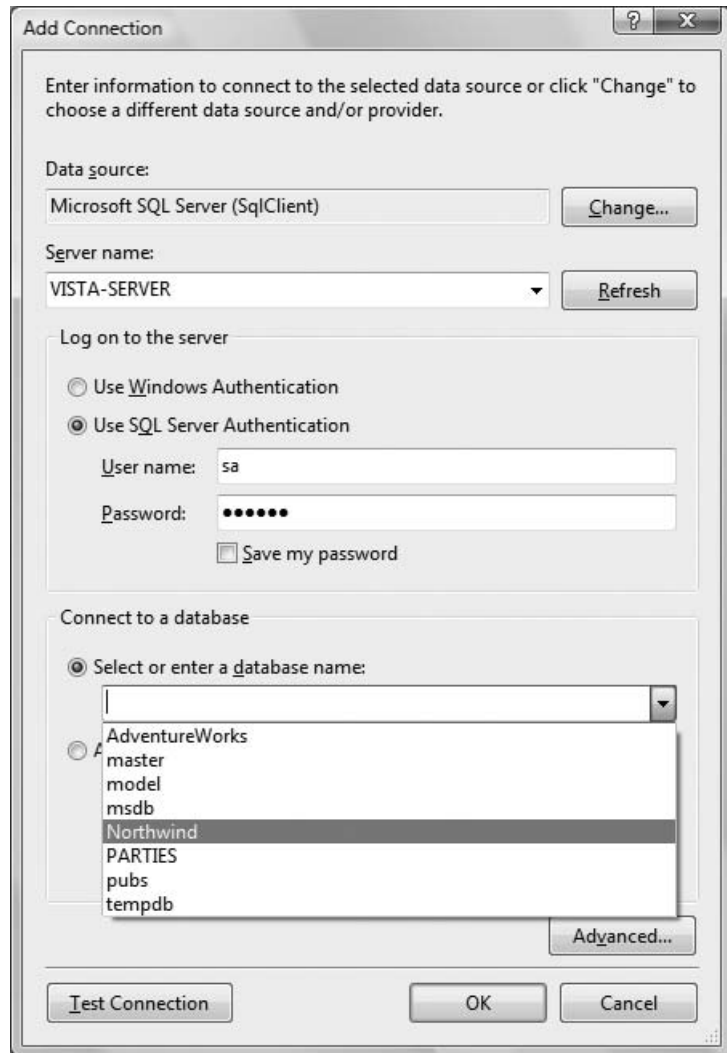 Add Connection
?
Enter information to connect to the selected data source or click "Change" to
choose a different data source and/or provider.
Data source:
Microsoft SQL Server (SqlClient)
Change...
Server name:
VISTA-SERVER
Refresh
Log on to the server
Use Windows Authentication
Use SQL Server Authentication
User name:
sa
Password:
••••••
Save my password
Connect to a database
Select or enter a database name:
AdventureWorks
master
model
msdb
Northwind
PARTIES
pubs
tempdb
Advanced...
Test Connection
OK
Cancel